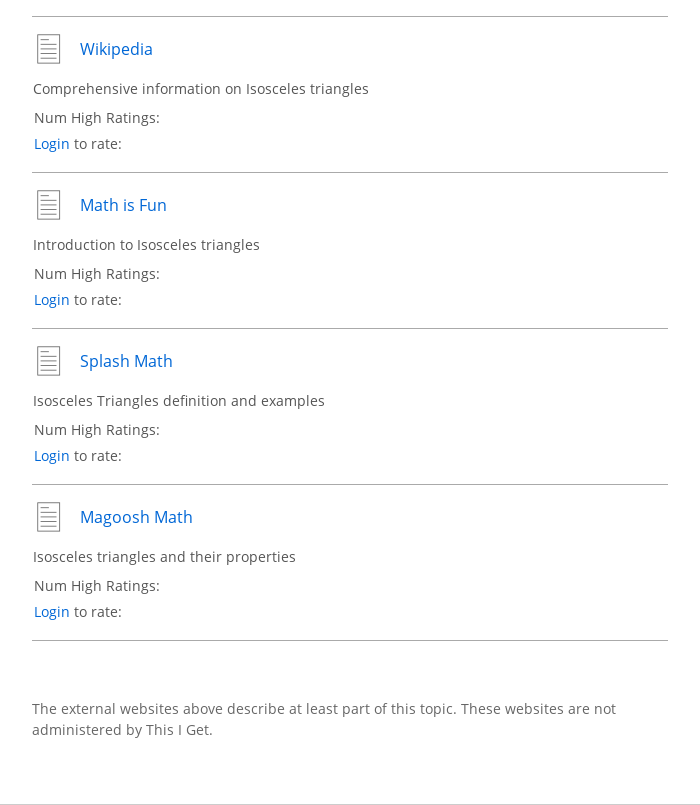 Wikipedia
Comprehensive information on Isosceles triangles
Num High Ratings:
Login to rate:
Math is Fun
Introduction to Isosceles triangles
Num High Ratings:
Login to rate:
Splash Math
Isosceles Triangles definition and examples
Num High Ratings:
Login to rate:
Magoosh Math
Isosceles triangles and their properties
Num High Ratings:
Login to rate:
The external websites above describe at least part of this topic. These websites are not
administered by This I Get.